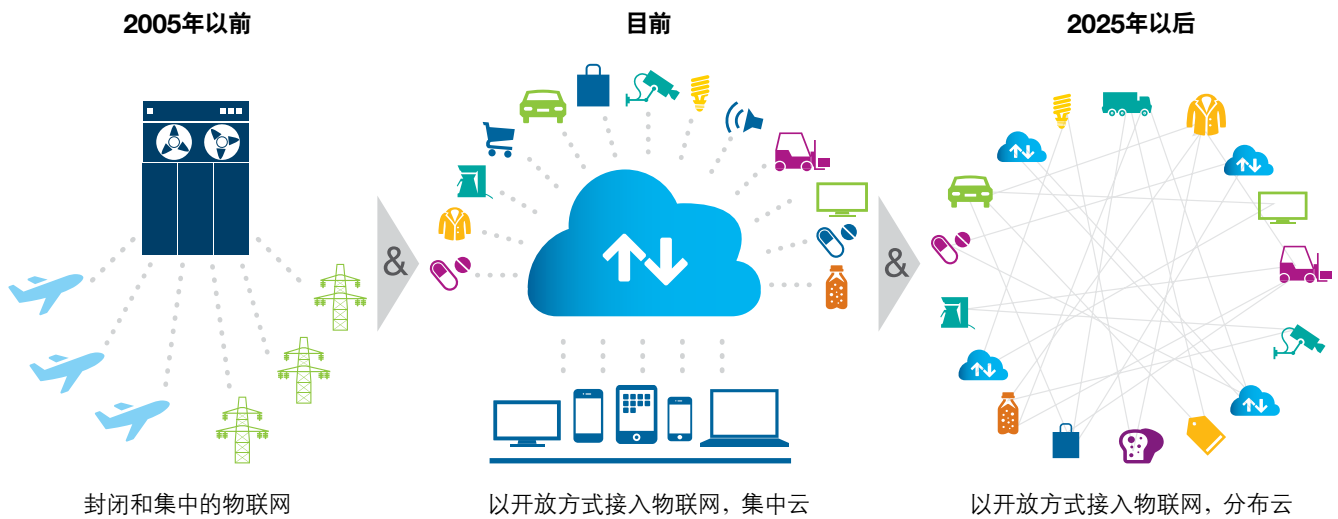 2005年以前
目前
2025年以后
&
&
封闭和集中的物联网
以开放方式接入物联网，集中云
以开放方式接入物联网，分布云